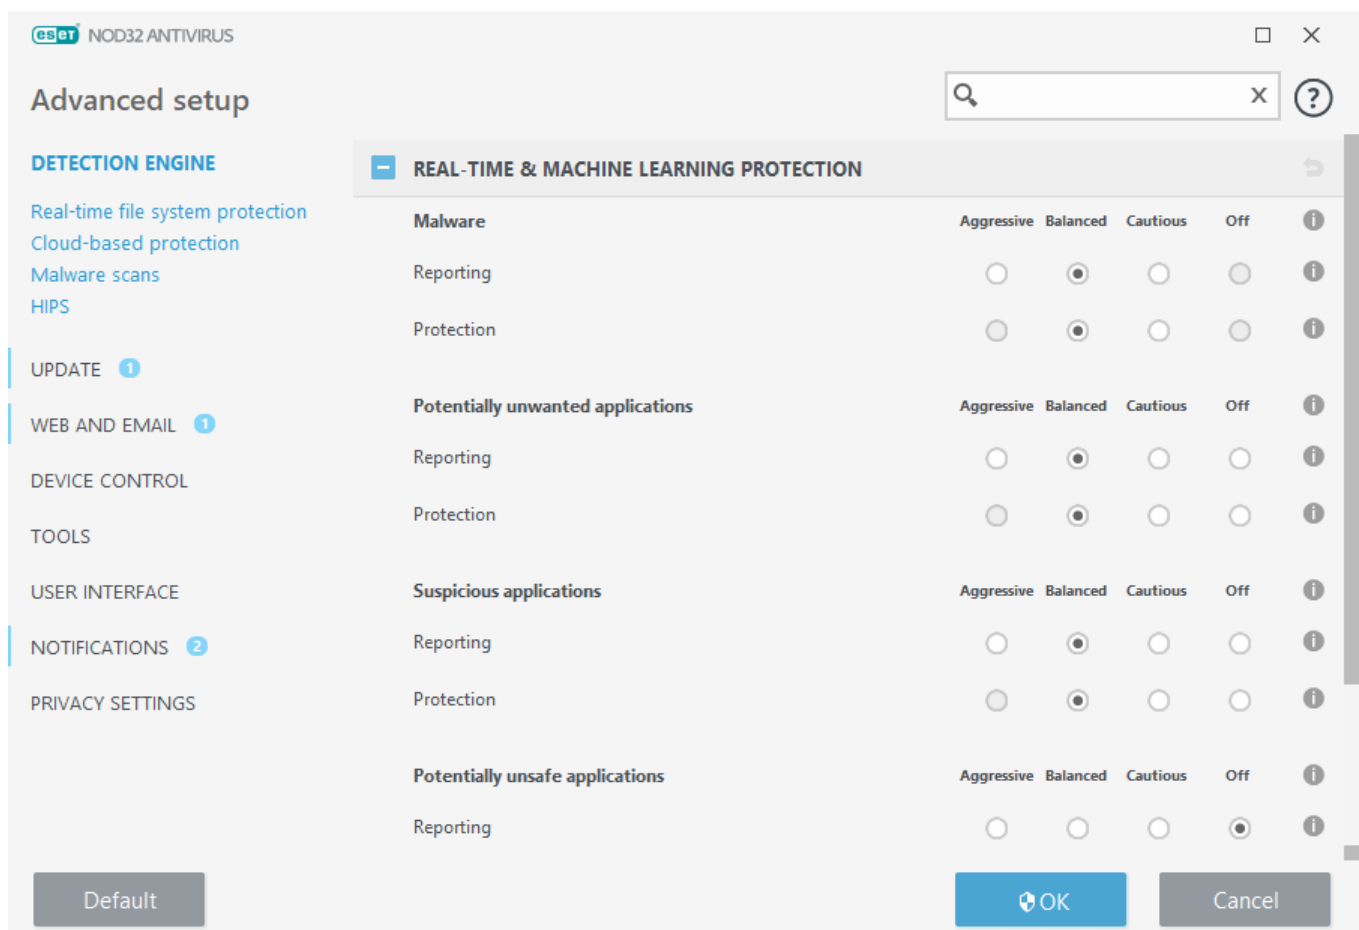 eset NOD32 ANTIVIRUS
Advanced setup
X
?
DETECTION ENGINE
Real-time file system protection
Cloud-based protection
Malware scans
HIPS
UPDATE 1
WEB AND EMAIL 1
DEVICE CONTROL
TOOLS
USER INTERFACE
NOTIFICATIONS 2
PRIVACY SETTINGS
REAL-TIME & MACHINE LEARNING PROTECTION
Malware Aggressive Balanced Cautious Off i
Reporting i
Protection i
Potentially unwanted applications Aggressive Balanced Cautious Off i
Reporting i
Protection i
Suspicious applications Aggressive Balanced Cautious Off i
Reporting i
Protection i
Potentially unsafe applications Aggressive Balanced Cautious Off i
Reporting i
Default
OK
Cancel